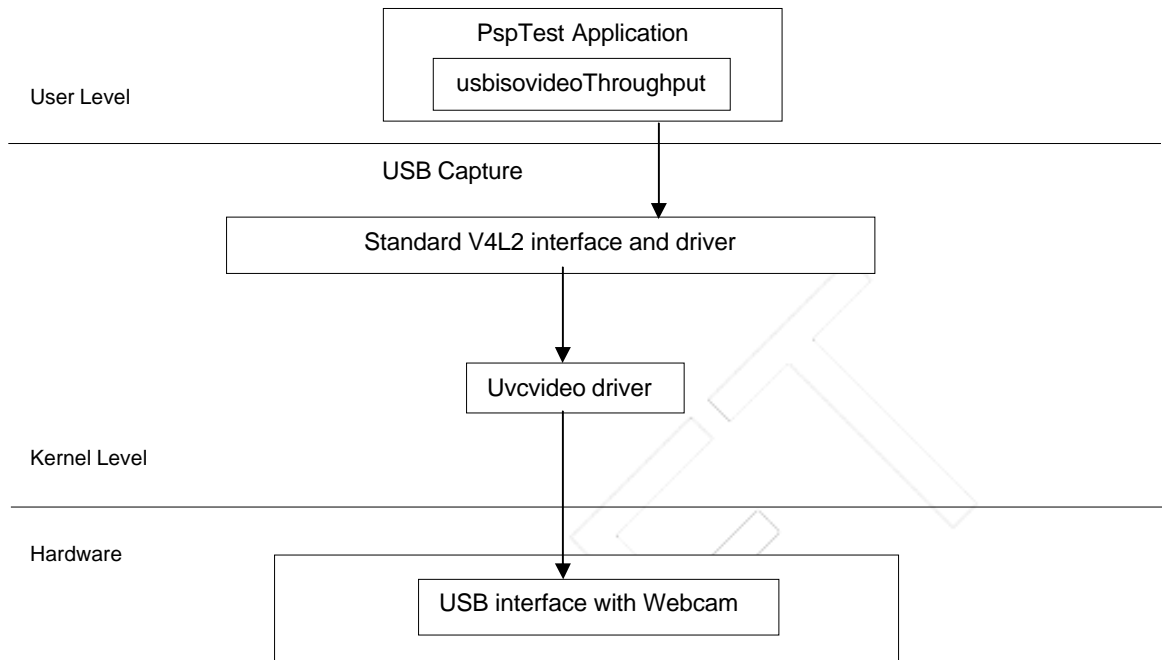 PspTest Application
usbisovideoThroughput
User Level
USB Capture
Standard V4L2 interface and driver
Uvcvideo driver
Kernel Level
Hardware
USB interface with Webcam